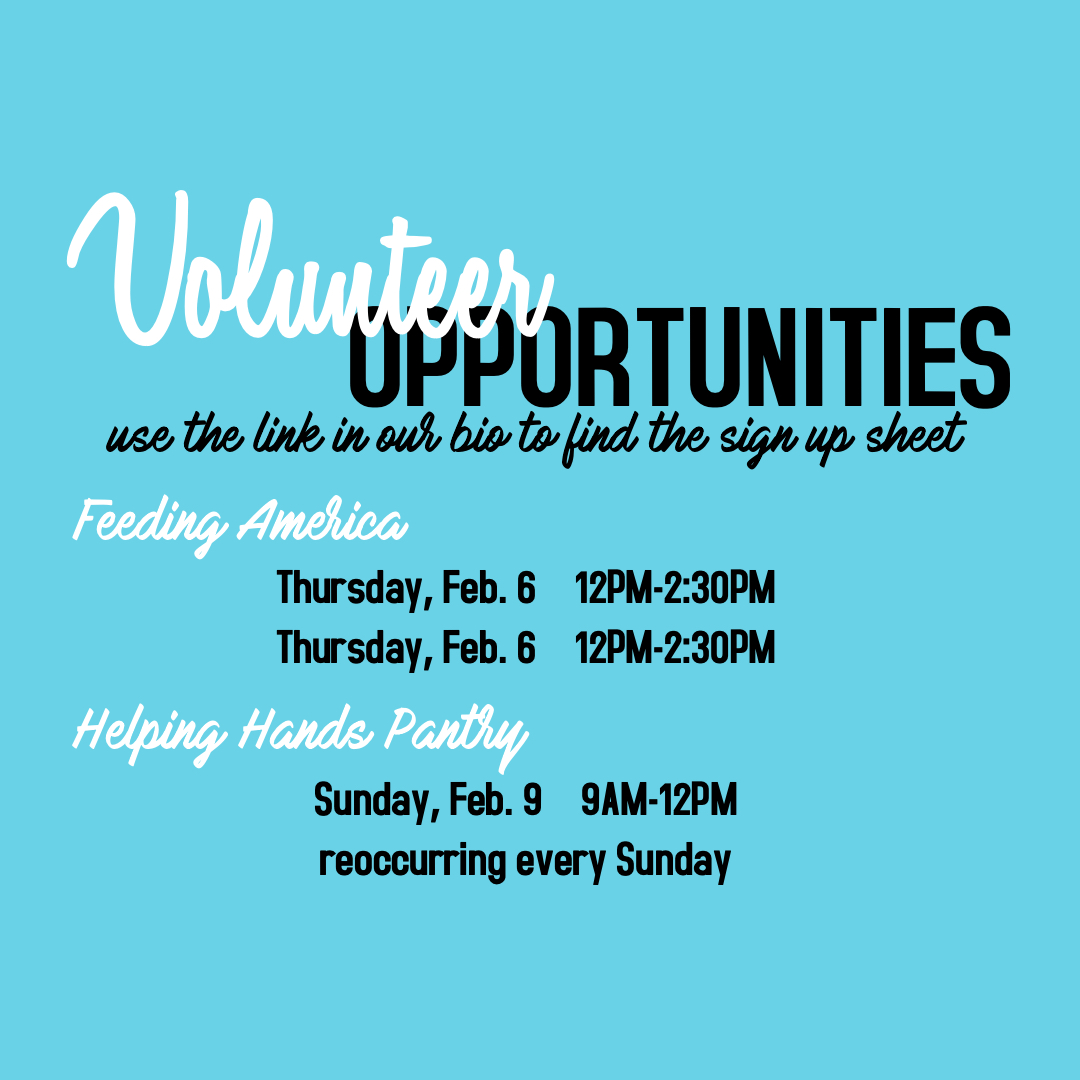 Volunteer
OPPORTUNITIES
use the link in our bio to find the sign up sheet
Feeding America
Thursday, Feb. 6 12PM-2:30PM
Thursday, Feb. 6 12PM-2:30PM
Helping Hands Pantry
Sunday, Feb. 9 9AM-12PM
reoccurring every Sunday